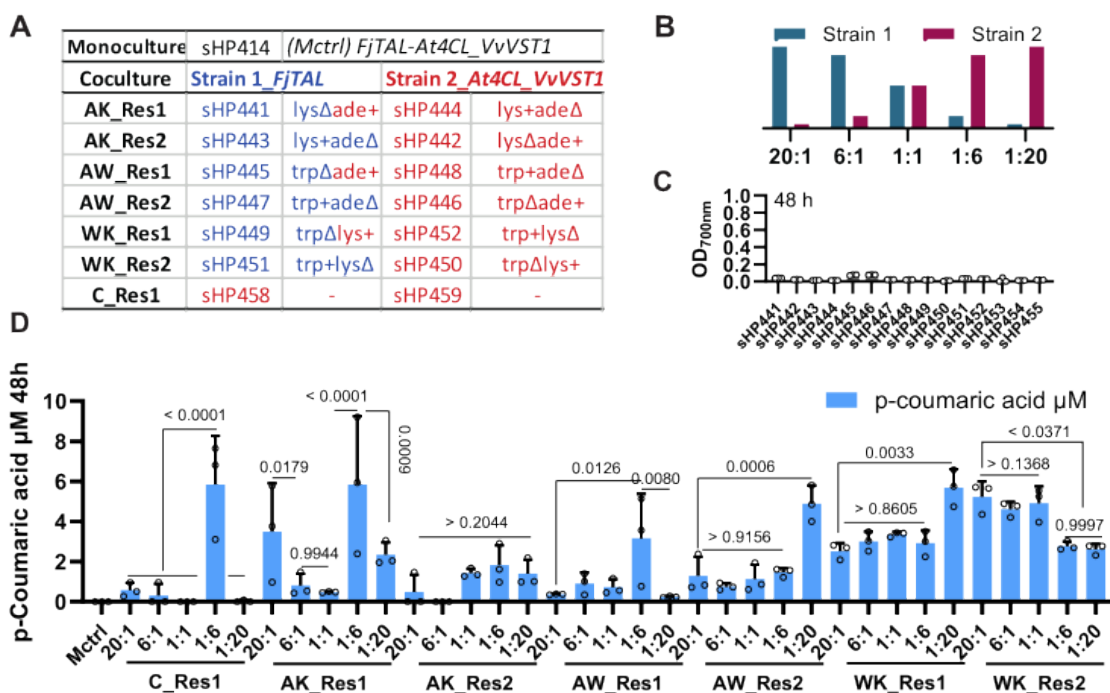 A
Monoculture sHP414 (Mctrl) FjTAL-At4CL_VvVST1
Coculture Strain 1_FjTAL Strain 2_At4CL_VvVST1
AK_Res1 sHP441 lysΔade+ sHP444 lys+adeΔ
AK_Res2 sHP443 lys+adeΔ sHP442 lysΔade+
AW_Res1 sHP445 trpΔade+ sHP448 trp+adeΔ
AW_Res2 sHP447 trp+adeΔ sHP446 trpΔade+
WK_Res1 sHP449 trpΔlys+ sHP452 trp+lysΔ
WK_Res2 sHP451 trp+lysΔ sHP450 trpΔlys+
C_Res1 sHP458 - sHP459 -
B
Strain 1 Strain 2
20:1 6:1 1:1 1:6 1:20
C
48 h
OD700nm
1.0
0.8
0.6
0.4
0.2
0.0
sHP441 sHP442 sHP443 sHP444 sHP445 sHP446 sHP447 sHP448 sHP449 sHP450 sHP451 sHP452 sHP453 sHP454 sHP455
D
p-coumaric acid µM
p-Coumaric acid µM 48h
10
8
6
4
2
0
< 0.0001
0.0179
0.9944
< 0.0001
0.0009
> 0.2044
0.0126
0.0080
0.0006
> 0.9156
0.0033
> 0.8605
< 0.0371
> 0.1368
0.9997
Mctrl 20:1 6:1 1:1 1:6 1:20 20:1 6:1 1:1 1:6 1:20 20:1 6:1 1:1 1:6 1:20 20:1 6:1 1:1 1:6 1:20 20:1 6:1 1:1 1:6 1:20 20:1 6:1 1:1 1:6 1:20 20:1 6:1 1:1 1:6 1:20
C_Res1 AK_Res1 AK_Res2 AW_Res1 AW_Res2 WK_Res1 WK_Res2